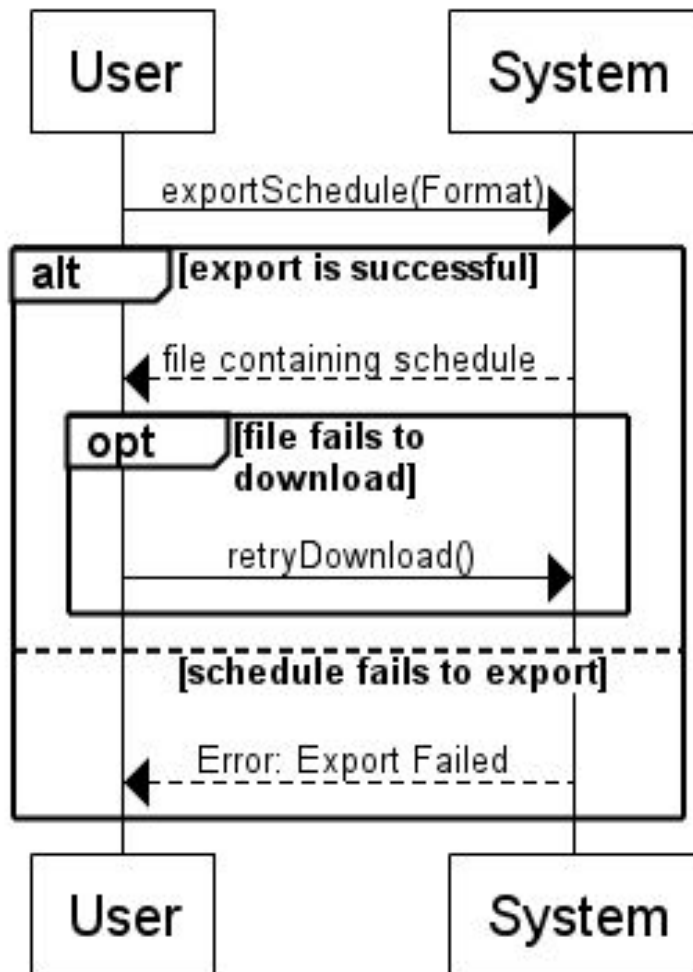 User
System
exportSchedule(Format)
alt
[export is successful]
file containing schedule
opt
[file fails to
download]
retryDownload()
[schedule fails to export]
Error: Export Failed
User
System